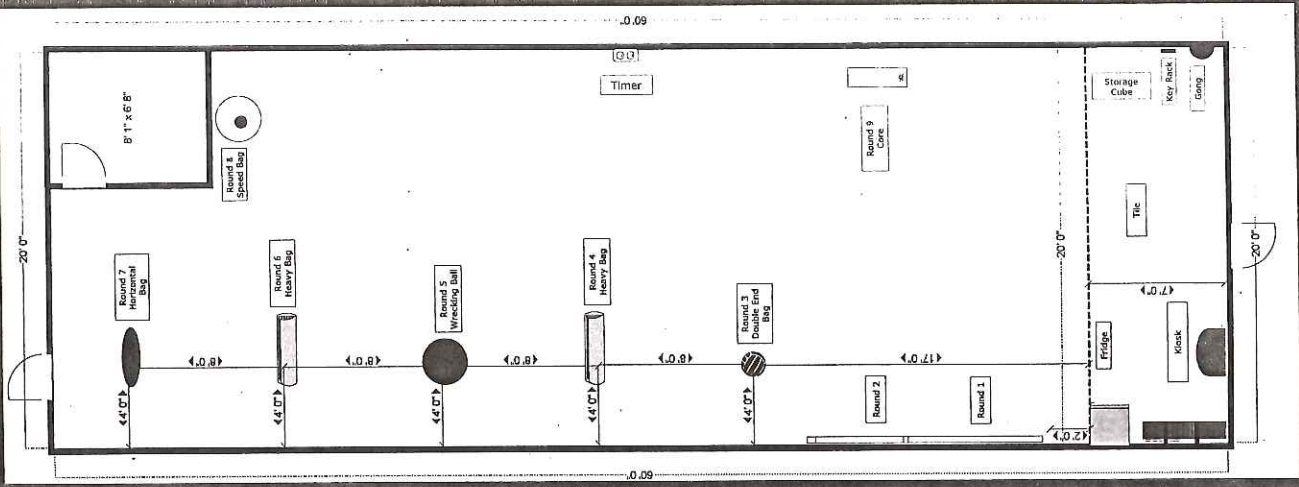 60' 0"
20' 0"
8' 1" x 6' 8"
Round 8
Speed Bag
Timer
Round 9
Core
Storage
Cube
Key Rack
Gong
Tile
Round 7
Horizontal
Bag
Round 6
Heavy Bag
Round 5
Wrecking Ball
Round 4
Heavy Bag
Round 3
Double End
Bag
20' 0"
20' 0"
7' 0"
8' 0"
8' 0"
8' 0"
8' 0"
17' 0"
Fridge
Kiosk
4' 0"
4' 0"
4' 0"
4' 0"
4' 0"
Round 2
Round 1
2' 0"
60' 0"